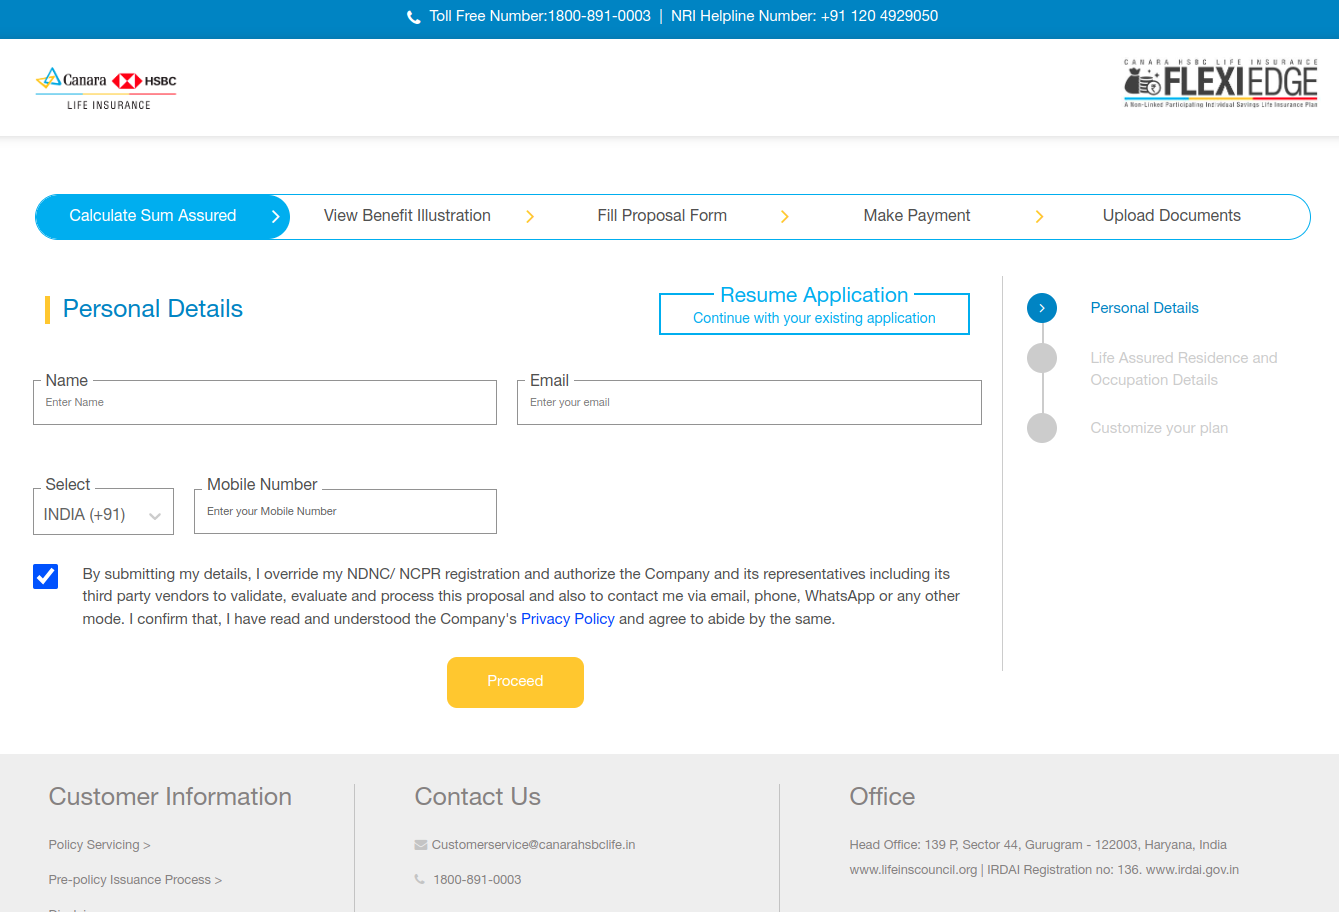 Toll Free Number:1800-891-0003 | NRI Helpline Number: +91 120 4929050
Canara HSBC
LIFE INSURANCE
CANARA HSBC LIFE INSURANCE
FLEXI EDGE
A Non-Linked Participating Individual Savings Life Insurance Plan
Calculate Sum Assured
View Benefit Illustration
Fill Proposal Form
Make Payment
Upload Documents
Personal Details
Resume Application
Continue with your existing application
Name
Enter Name
Email
Enter your email
Select
INDIA (+91)
Mobile Number
Enter your Mobile Number
By submitting my details, I override my NDNC/ NCPR registration and authorize the Company and its representatives including its
third party vendors to validate, evaluate and process this proposal and also to contact me via email, phone, WhatsApp or any other
mode. I confirm that, I have read and understood the Company's Privacy Policy and agree to abide by the same.
Proceed
Personal Details
Life Assured Residence and
Occupation Details
Customize your plan
Customer Information
Policy Servicing >
Pre-policy Issuance Process >
Contact Us
Customerservice@canarahsbclife.in
1800-891-0003
Office
Head Office: 139 P, Sector 44, Gurugram - 122003, Haryana, India
www.lifeinscouncil.org | IRDAI Registration no: 136. www.irdai.gov.in